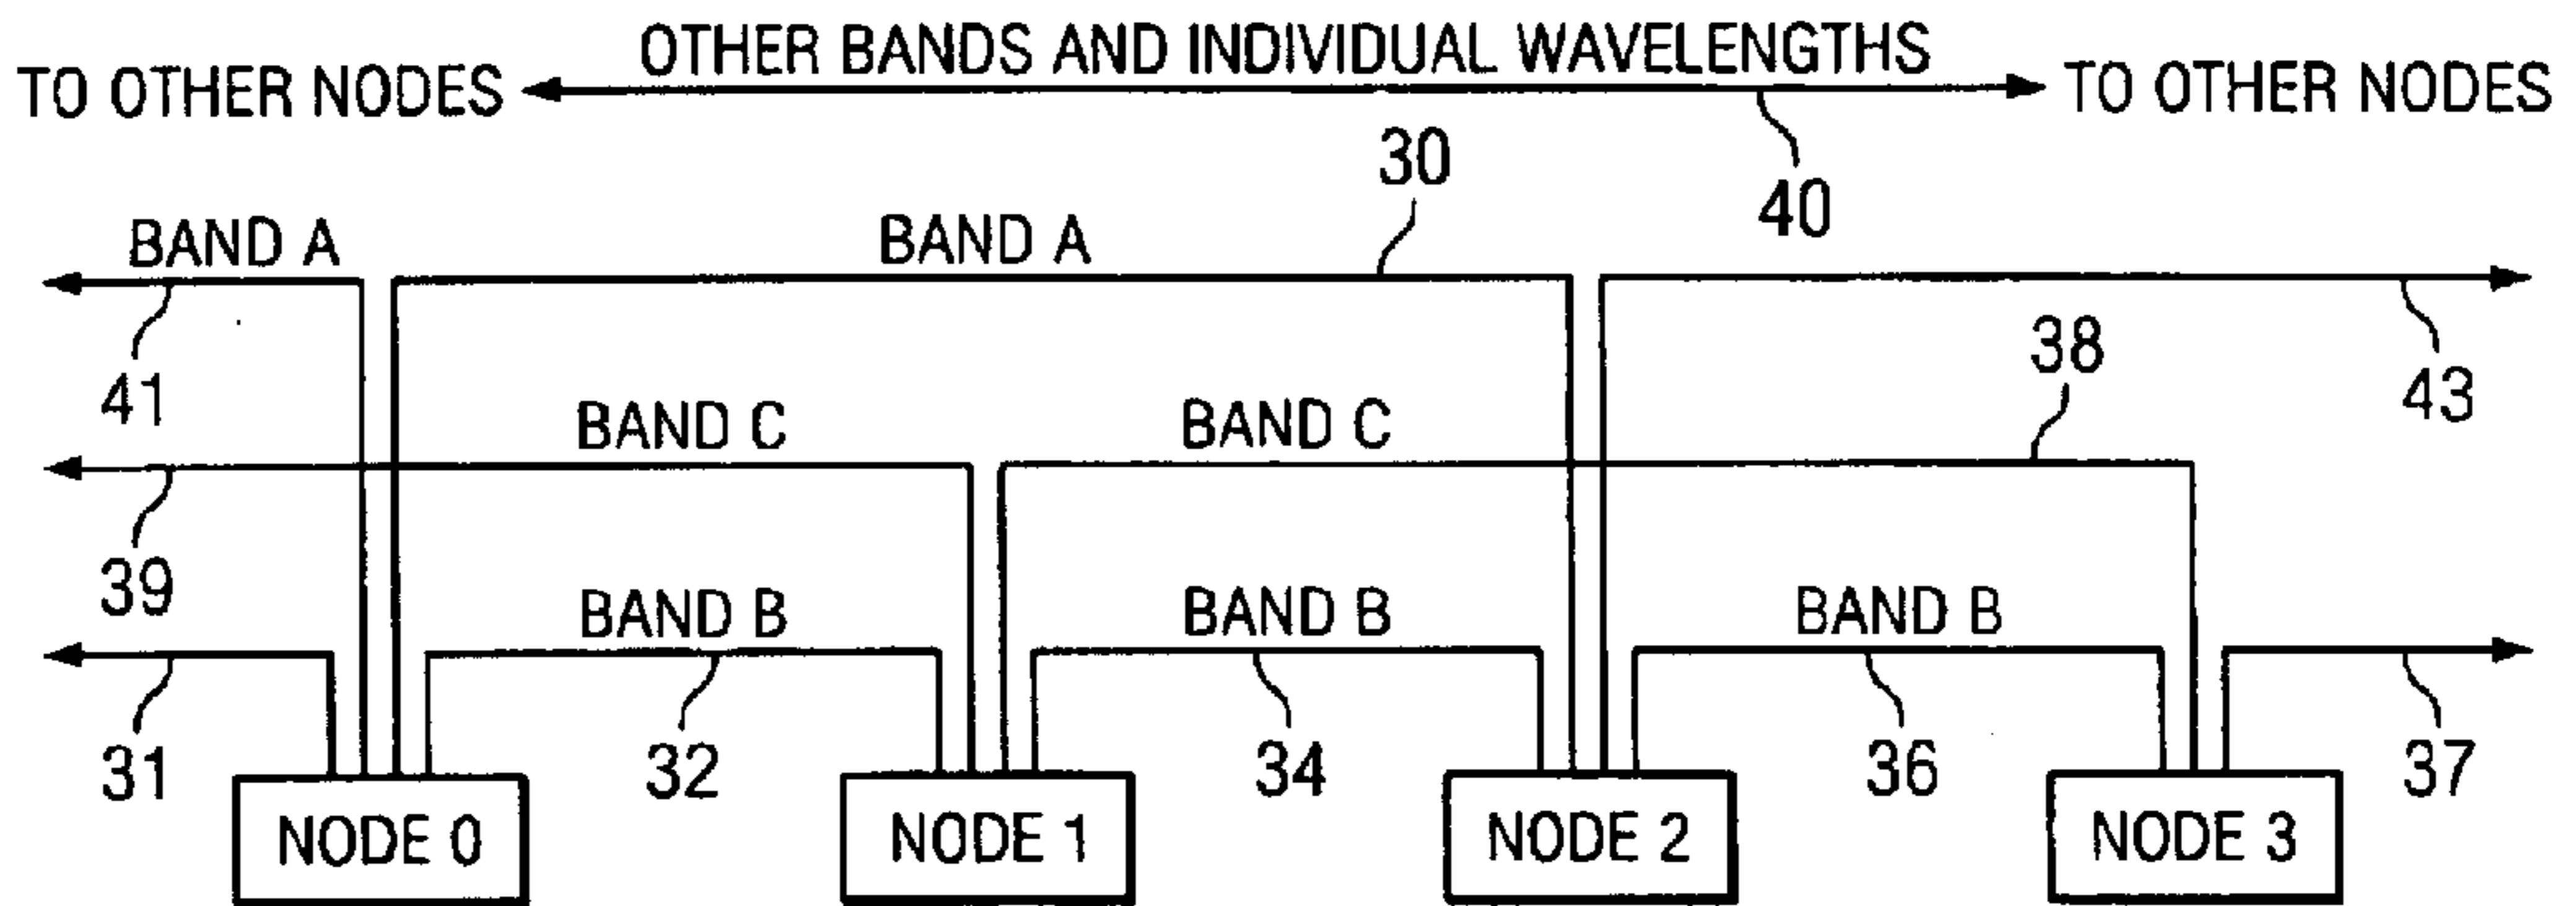 OTHER BANDS AND INDIVIDUAL WAVELENGTHS
TO OTHER NODES
TO OTHER NODES
40
30
BAND A
BAND A
41
43
38
BAND C
BAND C
39
BAND B
BAND B
BAND B
31
32
34
36
37
NODE 0
NODE 1
NODE 2
NODE 3